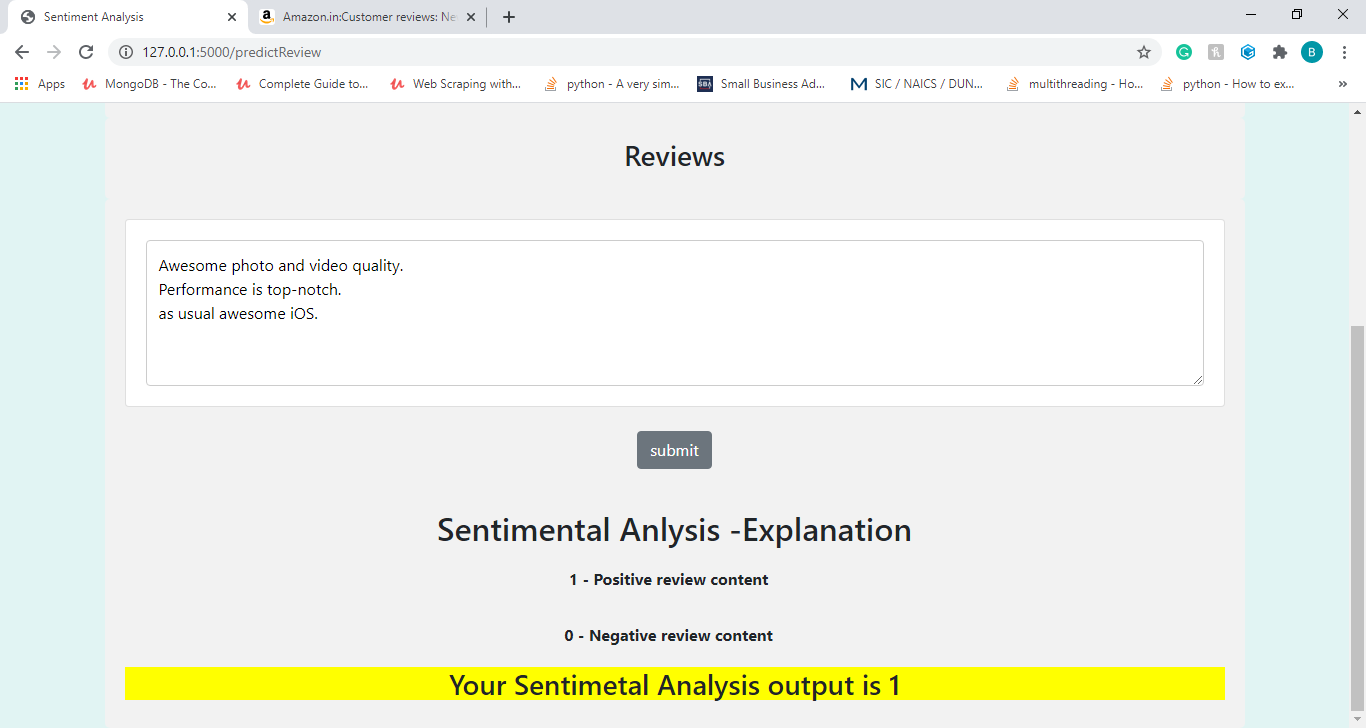 Sentiment Analysis
Amazon.in:Customer reviews: Ne
127.0.0.1:5000/predictReview
B
Apps
MongoDB - The Co...
Complete Guide to...
Web Scraping with...
python - A very sim...
Small Business Ad...
SIC / NAICS / DUN...
multithreading - Ho...
python - How to ex...
Reviews
Awesome photo and video quality.
Performance is top-notch.
as usual awesome iOS.
submit
Sentimental Anlysis -Explanation
1 - Positive review content
0 - Negative review content
Your Sentimetal Analysis output is 1